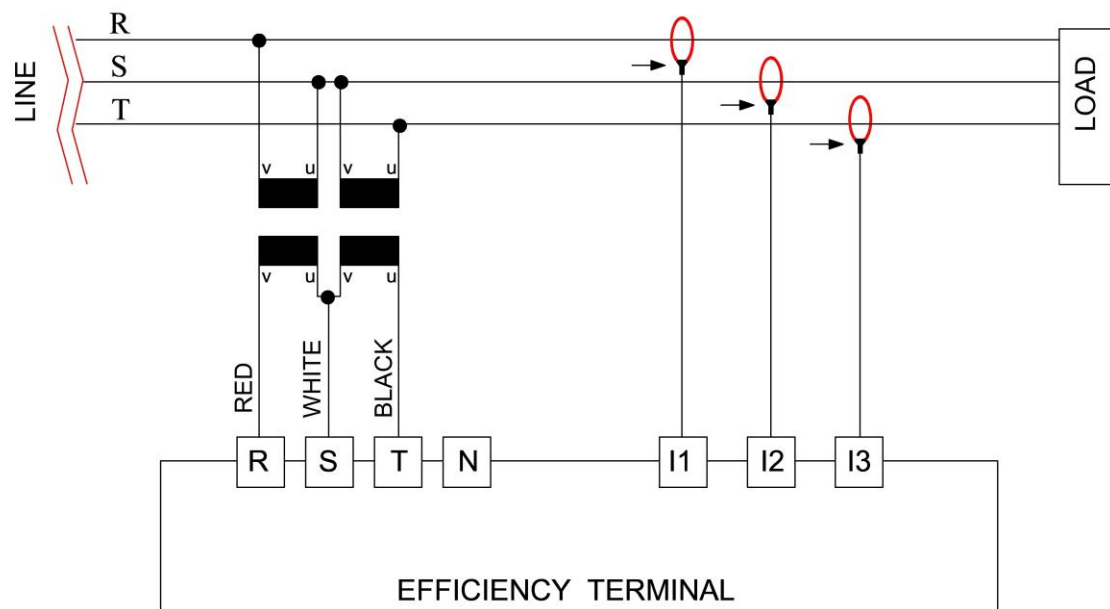 LINE
R
S
T
LOAD
v u v u
v u v u
RED
WHITE
BLACK
R S T N I1 I2 I3
EFFICIENCY TERMINAL